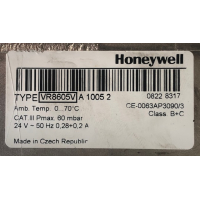 Honeywell
TYPE VR8605V A 1005 2 0822 8317
Amb. Temp. 0...70°C CE-0063AP3090/3
CAT III Pmax. 60 mbar Class. B+C
24 V ~ 50 Hz 0,28+0,2 A
Made in Czech Republic